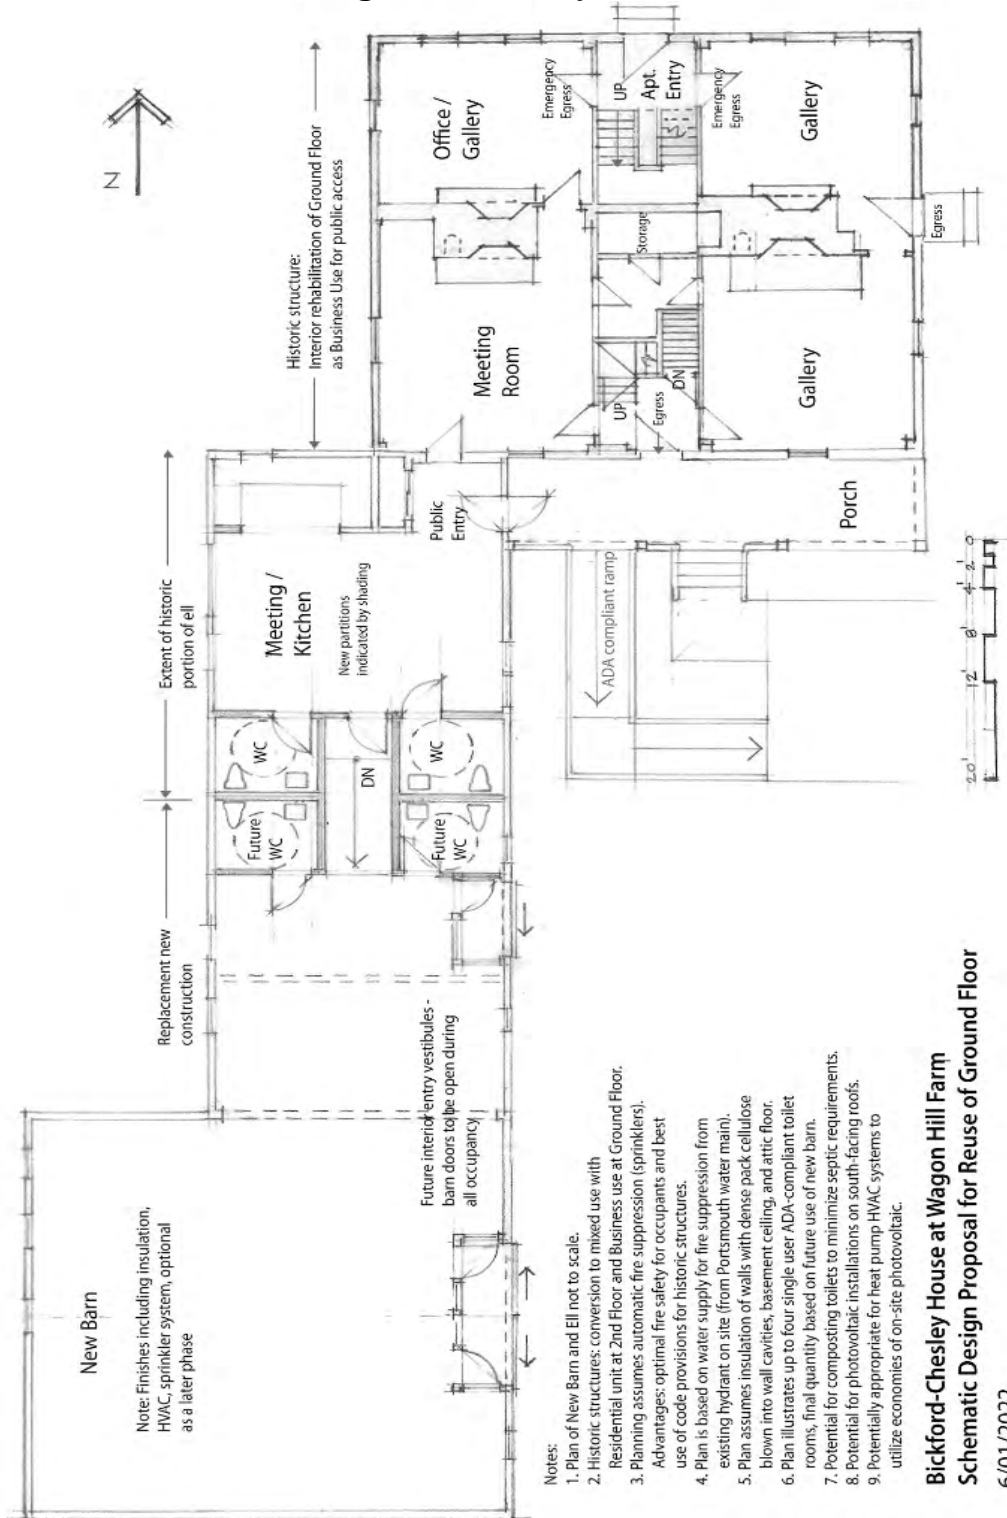 N
New Barn
Note: Finishes including insulation,
HVAC, sprinkler system, optional
as a later phase
Replacement new
construction
Extent of historic
portion of ell
Historic structure:
Interior rehabilitation of Ground Floor
as Business Use for public access
Future
WC
WC
Meeting /
Kitchen
New partitions
indicated by shading
DN
Future
WC
WC
Public
Entry
Meeting
Room
Office /
Gallery
Emergency
Egress
UP
Apt.
Entry
Storage
UP
DN
Egress
Emergency
Egress
Gallery
Gallery
Egress
Porch
ADA compliant ramp
Future interior entry vestibules -
barn doors to be open during
all occupancy
20'
12'
8'
4'
2'
0
Notes:
1. Plan of New Barn and Ell not to scale.
2. Historic structures: conversion to mixed use with
Residential unit at 2nd Floor and Business use at Ground Floor.
3. Planning assumes automatic fire suppression (sprinklers).
Advantages: optimal fire safety for occupants and best
use of code provisions for historic structures.
4. Plan is based on water supply for fire suppression from
existing hydrant on site (from Portsmouth water main).
5. Plan assumes insulation of walls with dense pack cellulose
blown into wall cavities, basement ceiling, and attic floor.
6. Plan illustrates up to four single user ADA-compliant toilet
rooms, final quantity based on future use of new barn.
7. Potential for composting toilets to minimize septic requirements.
8. Potential for photovoltaic installations on south-facing roofs.
9. Potentially appropriate for heat pump HVAC systems to
utilize economies of on-site photovoltaic.
Bickford-Chesley House at Wagon Hill Farm
Schematic Design Proposal for Reuse of Ground Floor
6/01/2022